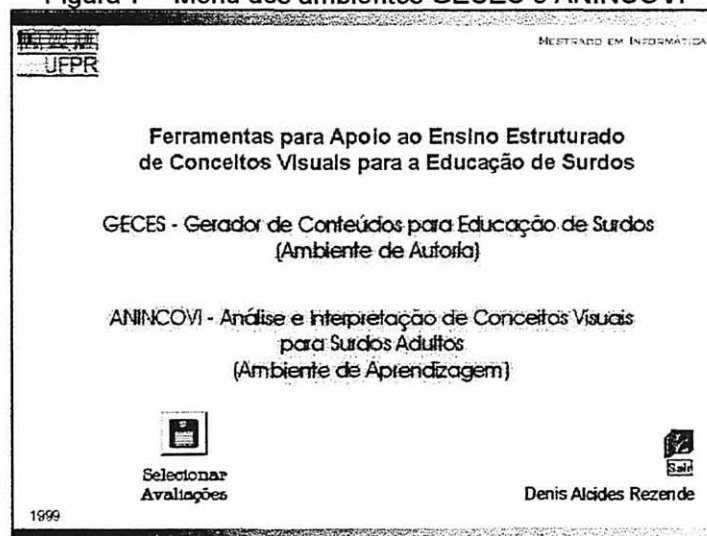 Menu dos ambientes GECES e ANINCOVI
UFPR
MESTRADO EM INFORMÁTICA
Ferramentas para Apoio ao Ensino Estruturado
de Conceitos Visuais para a Educação de Surdos
GECES - Gerador de Conteúdos para Educação de Surdos
(Ambiente de Autoria)
ANINCOVI - Análise e Interpretação de Conceitos Visuais
para Surdos Adultos
(Ambiente de Aprendizagem)
Selecionar
Avaliações
Sair
Denis Alcides Rezende
1999